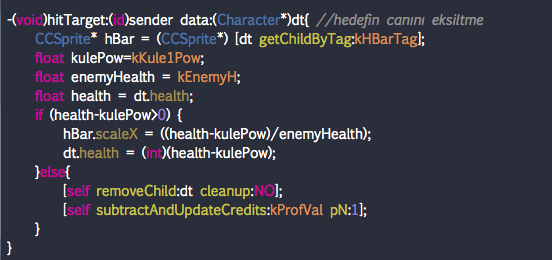 -(void)hitTarget:(id)sender data:(Character*)dt{ //hedefin canını eksiltme
CCSprite* hBar = (CCSprite*) [dt getChildByTag:kHBarTag];
float kulePow=kKule1Pow;
float enemyHealth = kEnemyH;
float health = dt.health;
if (health-kulePow>0) {
hBar.scaleX = ((health-kulePow)/enemyHealth);
dt.health = (int)(health-kulePow);
}else{
[self removeChild:dt cleanup:NO];
[self subtractAndUpdateCredits:kProfVal pN:1];
}
}